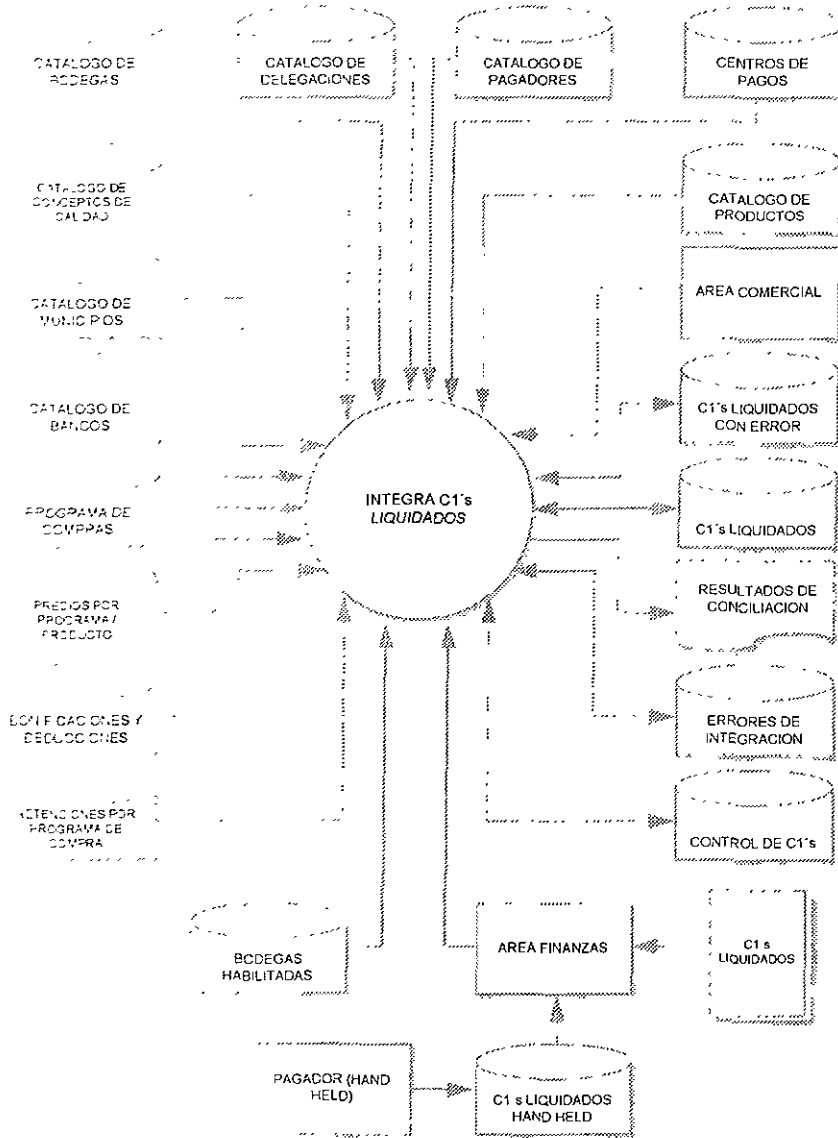 CATALOGO DE
BODEGAS
CATALOGO DE
DELEGACIONES
CATALOGO DE
PAGADORES
CENTROS DE
PAGOS
CATALOGO DE
CONCEPTOS DE
CALIDAD
CATALOGO DE
PRODUCTOS
CATALOGO DE
MUNICIPIOS
AREA COMERCIAL
CATALOGO DE
BANCOS
C1´s LIQUIDADOS
CON ERROR
INTEGRA C1´s
LIQUIDADOS
PROGRAMA DE
COMPRAS
C1´s LIQUIDADOS
PRECIOS POR
PROGRAMA /
PRODUCTO
RESULTADOS DE
CONCILIACION
BONIFICACIONES Y
DEDUCCIONES
ERRORES DE
INTEGRACION
RETENCIONES POR
PROGRAMA DE
COMPRA
CONTROL DE C1´s
BODEGAS
HABILITADAS
AREA FINANZAS
C1 s
LIQUIDADOS
PAGADOR (HAND
HELD)
C1 s LIQUIDADOS
HAND HELD